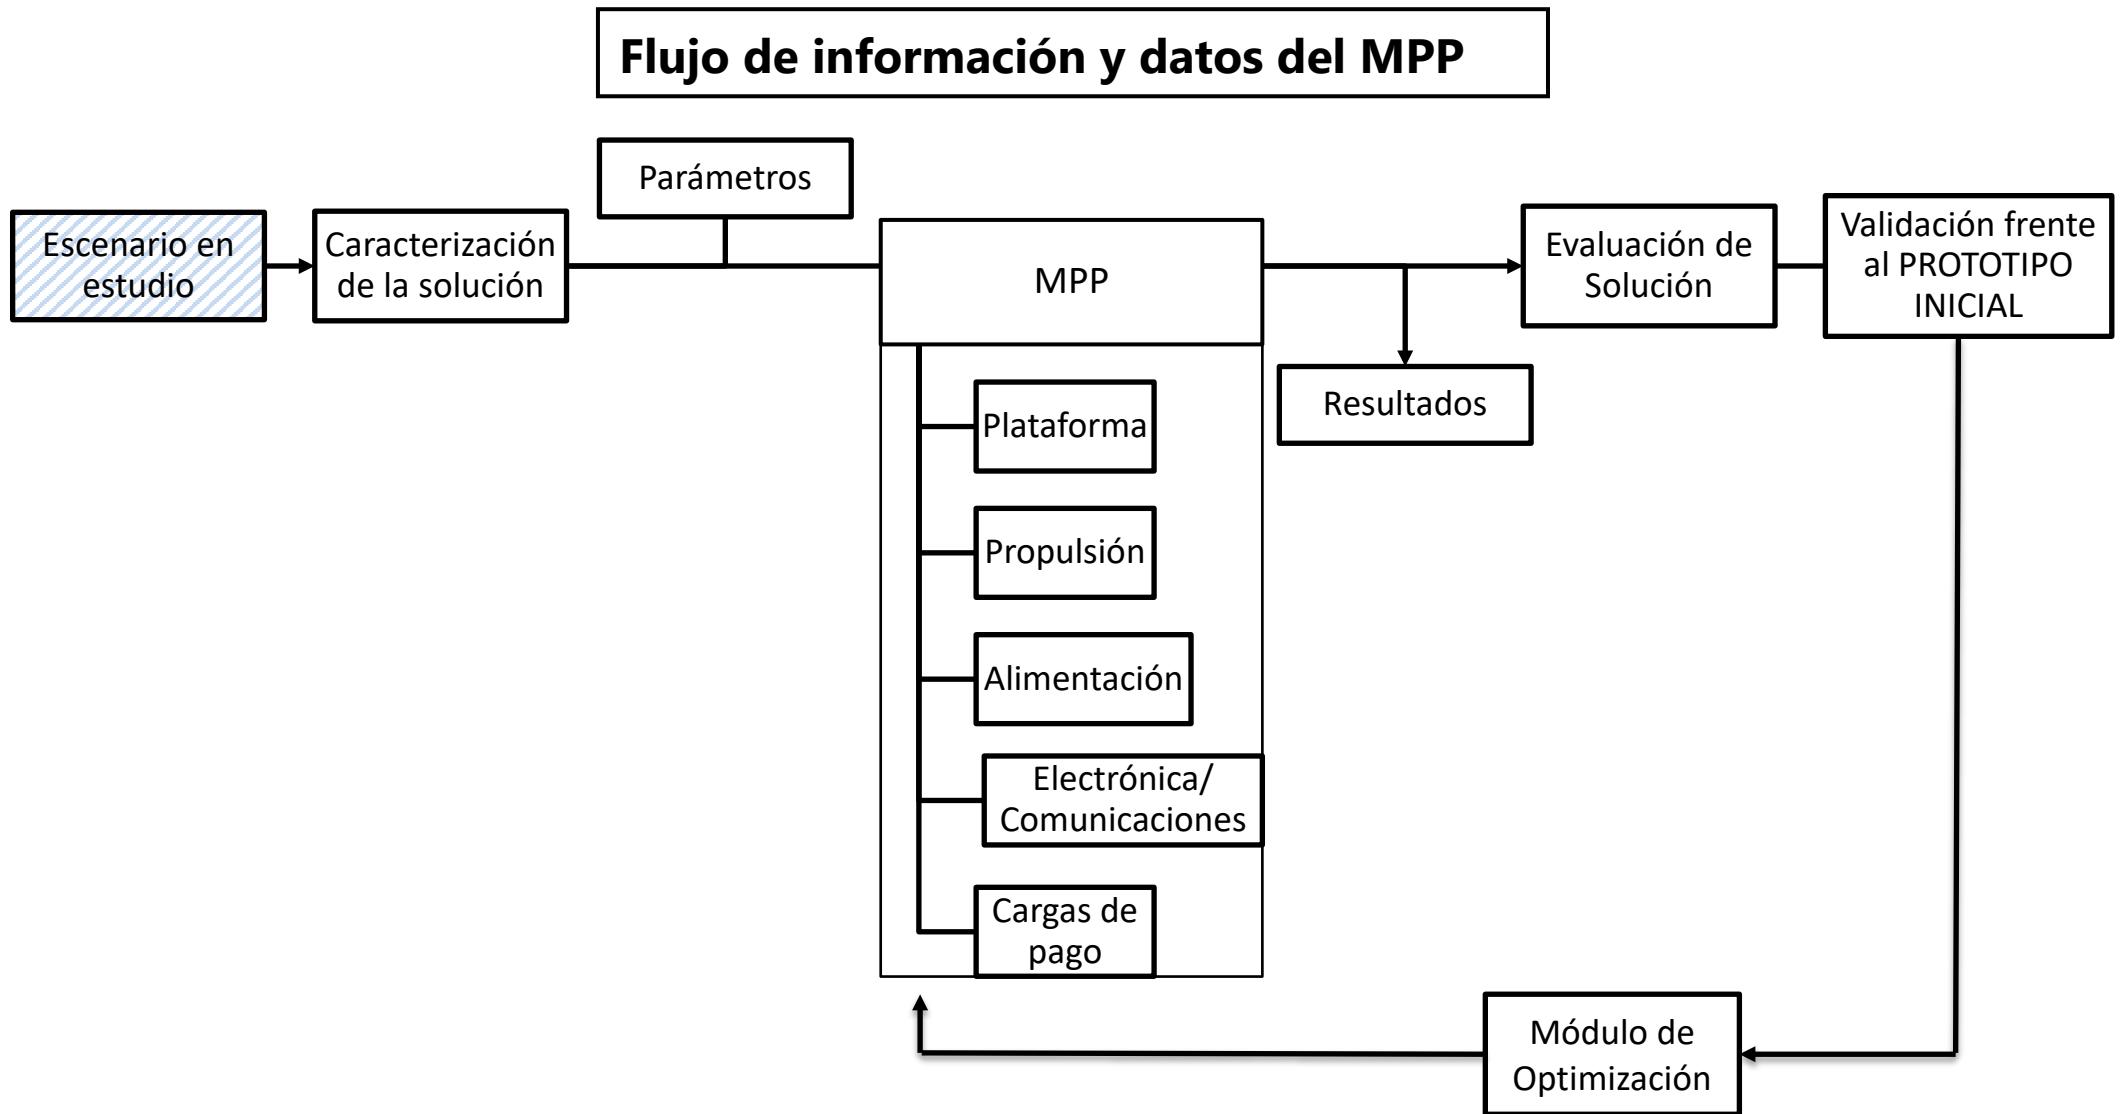 Flujo de información y datos del MPP
Parámetros
Escenario en
estudio
Caracterización
de la solución
MPP
Evaluación de
Solución
Validación frente
al PROTOTIPO
INICIAL
Resultados
Plataforma
Propulsión
Alimentación
Electrónica/
Comunicaciones
Cargas de
pago
Módulo de
Optimización